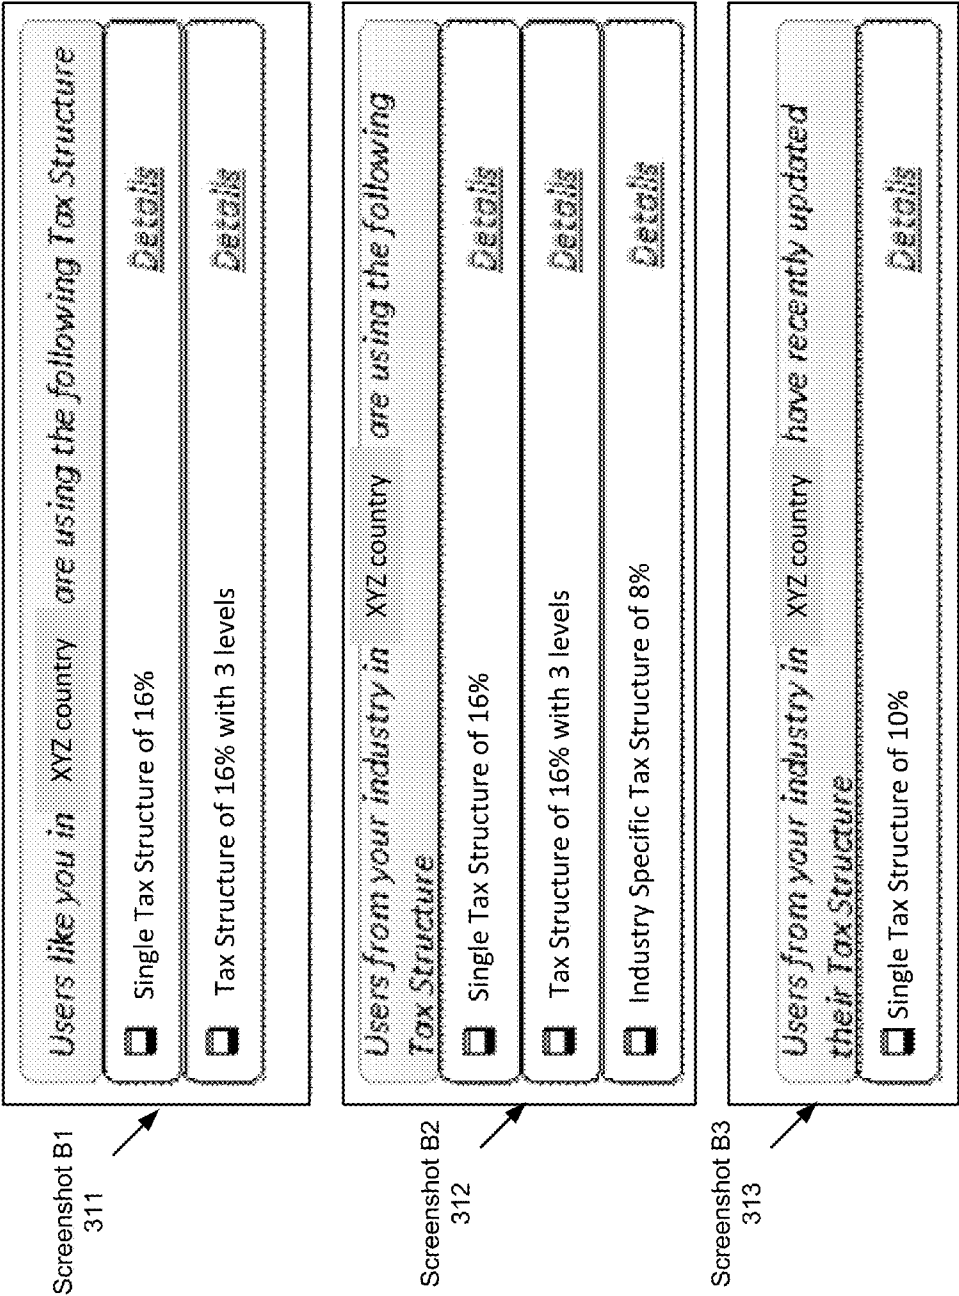 Screenshot B1
311
Users like you in XYZ country are using the following Tax Structure
Single Tax Structure of 16% Details
Tax Structure of 16% with 3 levels Details
Screenshot B2
312
Users from your industry in XYZ country are using the following
Tax Structure
Single Tax Structure of 16% Details
Tax Structure of 16% with 3 levels Details
Industry Specific Tax Structure of 8% Details
Screenshot B3
313
Users from your industry in XYZ country have recently updated
their Tax Structure
Single Tax Structure of 10% Details